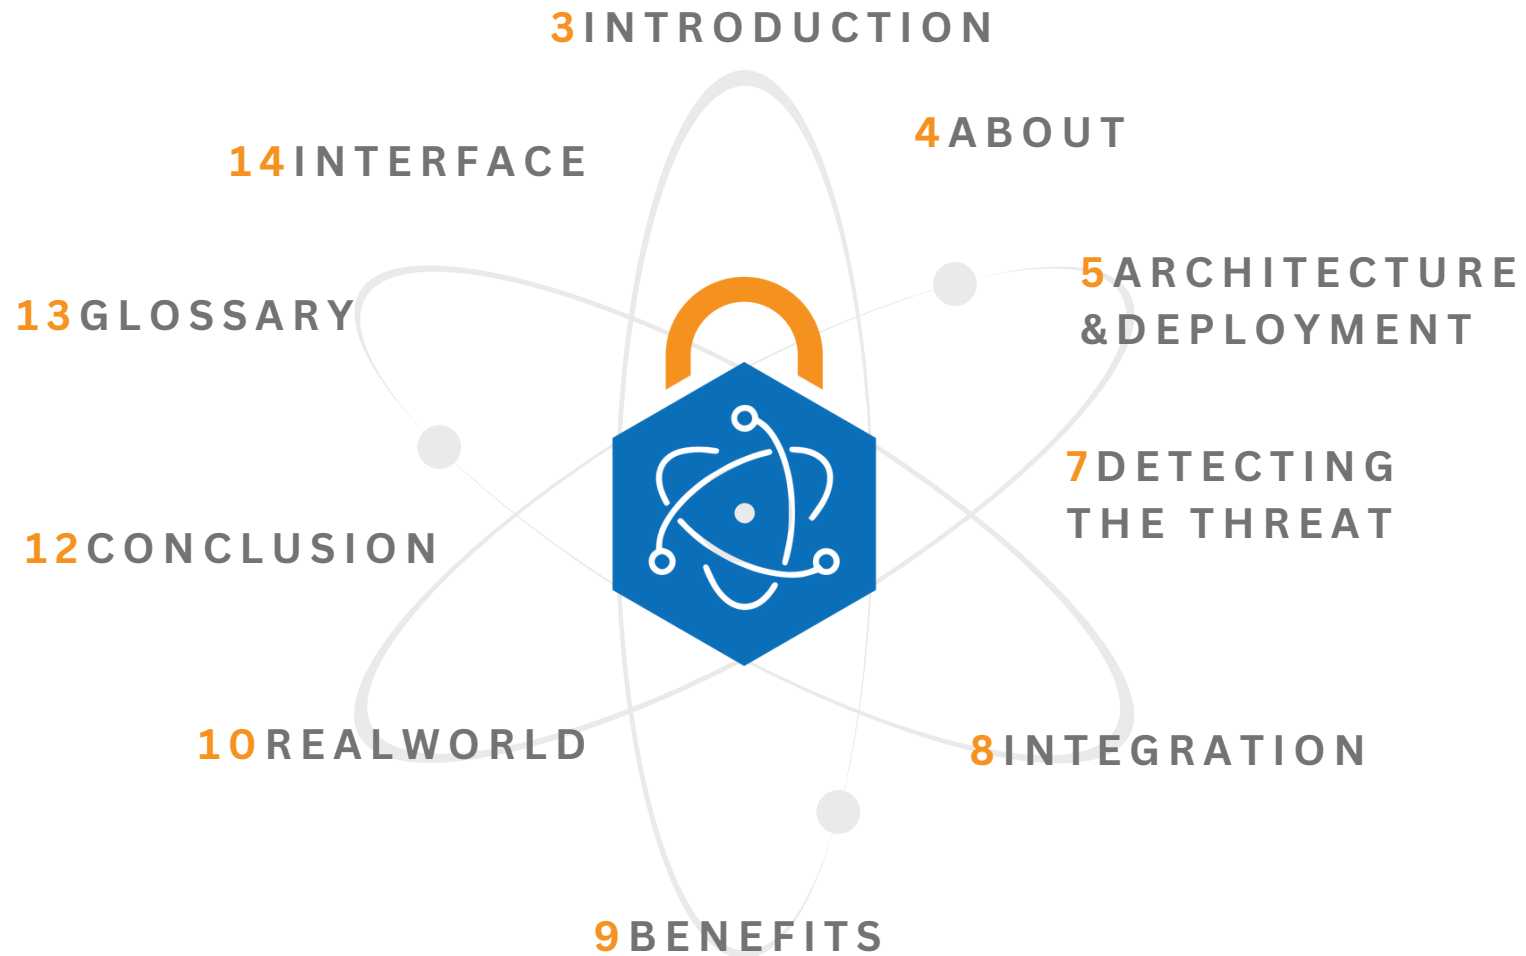 3INTRODUCTION
4ABOUT
14INTERFACE
5ARCHITECTURE
&DEPLOYMENT
13GLOSSARY
7DETECTING
THE THREAT
12CONCLUSION
10REALWORLD
8INTEGRATION
9BENEFITS